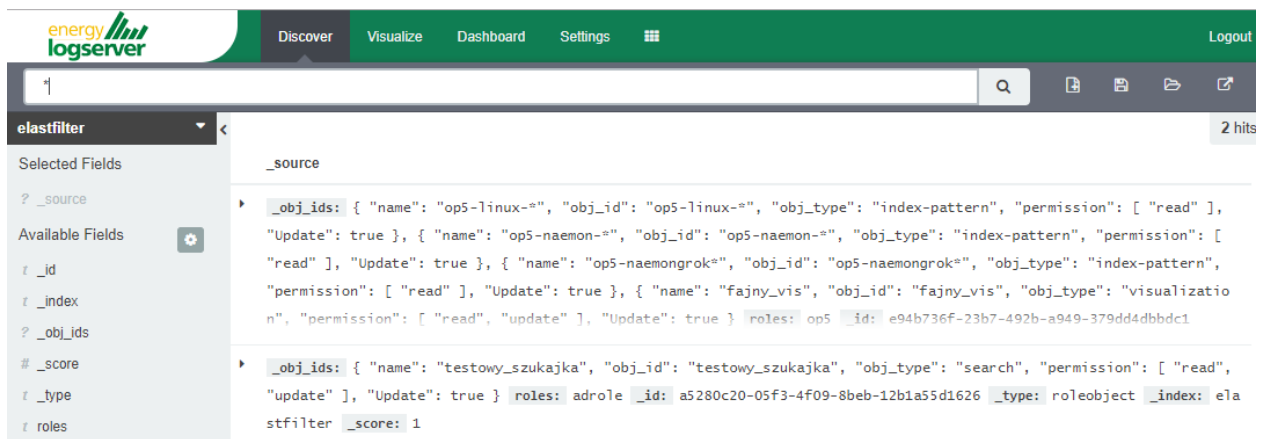 energy
logserver
Discover Visualize Dashboard Settings Logout
*
elastfilter
2 hits
Selected Fields
? _source
Available Fields
t _id
t _index
? _obj_ids
# _score
t _type
t roles
_source
_obj_ids: { "name": "op5-linux-*", "obj_id": "op5-linux-*", "obj_type": "index-pattern", "permission": [ "read" ],
"Update": true }, { "name": "op5-naemon-*", "obj_id": "op5-naemon-*", "obj_type": "index-pattern", "permission": [
"read" ], "Update": true }, { "name": "op5-naemongrok*", "obj_id": "op5-naemongrok*", "obj_type": "index-pattern",
"permission": [ "read" ], "Update": true }, { "name": "fajny_vis", "obj_id": "fajny_vis", "obj_type": "visualizatio
n", "permission": [ "read", "update" ], "Update": true } roles: op5 _id: e94b736f-23b7-492b-a949-379dd4dbbdc1
_obj_ids: { "name": "testowy_szukajka", "obj_id": "testowy_szukajka", "obj_type": "search", "permission": [ "read",
"update" ], "Update": true } roles: adrole _id: a5280c20-05f3-4f09-8beb-12b1a55d1626 _type: roleobject _index: ela
stfilter _score: 1